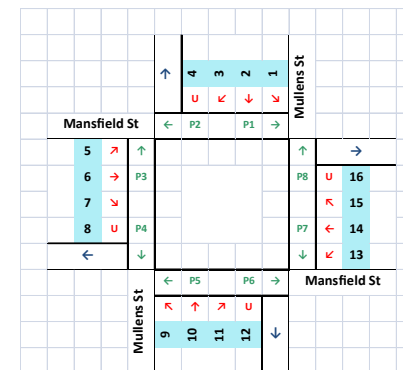 4 3 2 1
Mullens St
↑ U ↙ ↓ ↘
Mansfield St
← P2 P1 →
5 ↗ ↑ ↑ →
6 → P3 P8 U 16
7 ↘ ↖ 15
8 U P4 P7 ← 14
← ↓ ↓ ↙ 13
← P5 P6 →
Mansfield St
Mullens St
↖ ↑ ↗ U
9 10 11 12 ↓